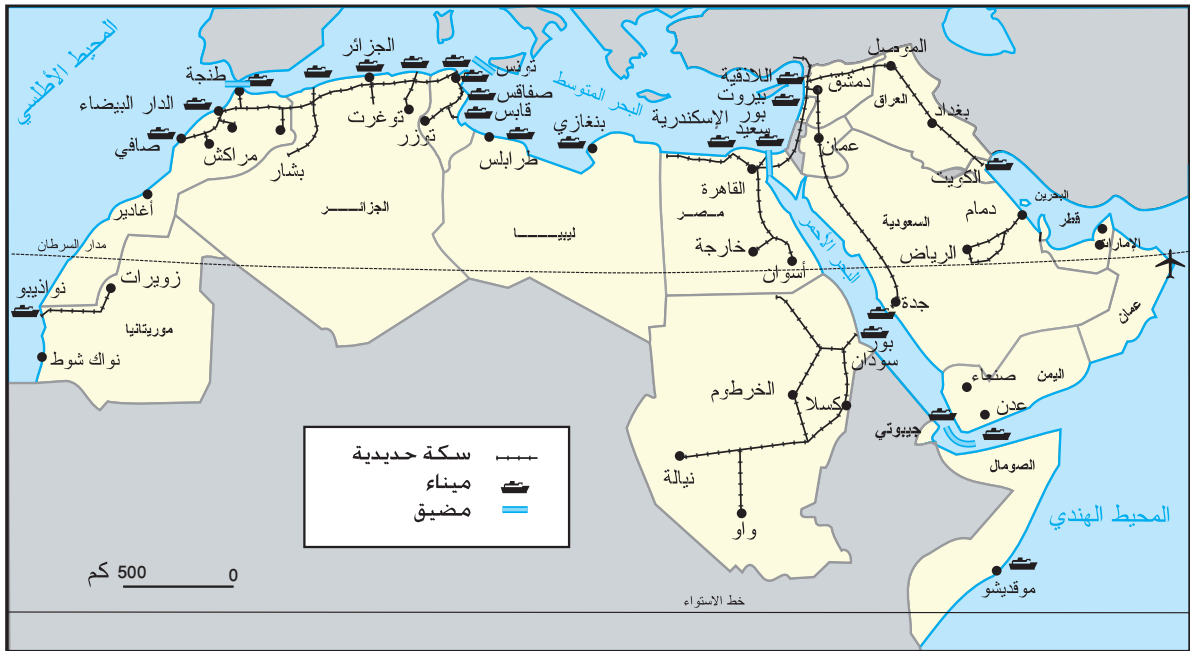 المحيط الأطلسي
البحر المتوسط
البحر الأحمر
المحيط الهندي
مدار السرطان
خط الاستواء
طنجة
الدار البيضاء
صافي
مراكش
أغادير
بشار
الجزائر
توغرت
توزر
تونس
صفاقس
قابس
طرابلس
بنغازي
الجزائــــــر
ليبيـــــــا
نواذيبو
زويرات
موريتانيا
نواك شوط
الإسكندرية
بور
سعيد
القاهرة
مــصــر
خارجة
أسوان
اللاذقية
بيروت
دمشق
عمان
الموصل
العراق
بغداد
الكويت
البحرين
قطر
دمام
السعودية
الرياض
الإمارات
عمان
جدة
بور
سودان
الخرطوم
كسلا
نيالة
واو
صنعاء
اليمن
عدن
جيبوتي
الصومال
موقديشو
سكة حديدية
ميناء
مضيق
0 500 كم